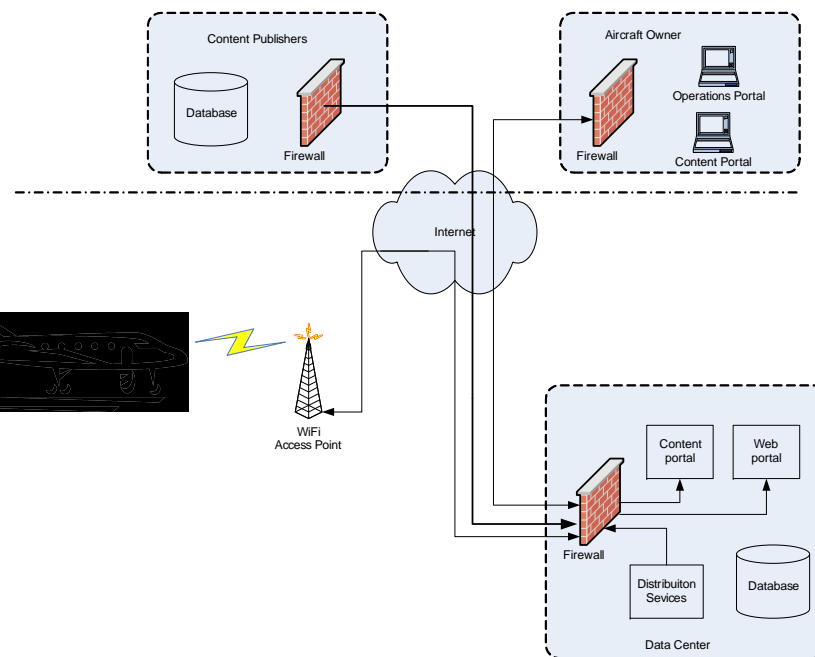 Content Publishers
Database
Firewall
Aircraft Owner
Operations Portal
Firewall
Content Portal
Internet
WiFi
Access Point
Content
portal
Web
portal
Firewall
Distribuiton
Sevices
Database
Data Center